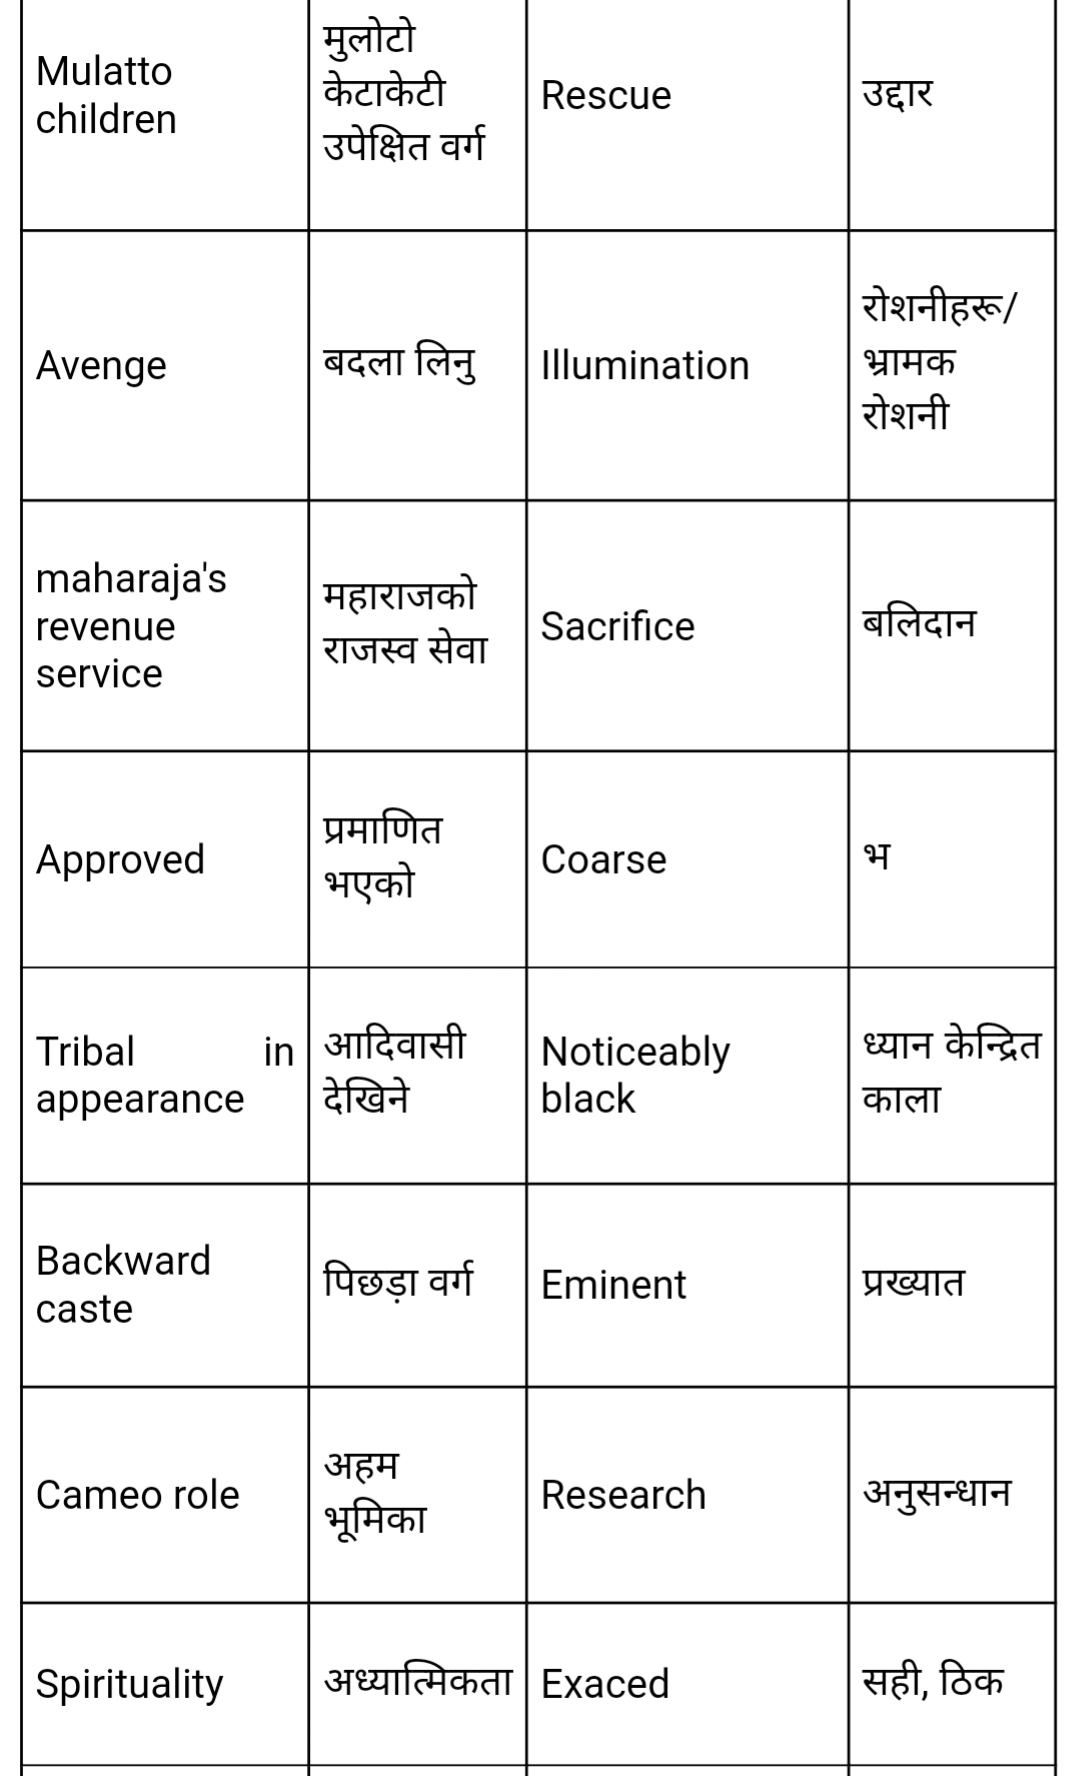 Mulatto
children
मुलोटो
केटाकेटी
उपेक्षित वर्ग
Rescue
उद्दार
Avenge
बदला लिनु
Illumination
रोशनीहरू/
भ्रामक
रोशनी
maharaja's
revenue
service
महाराजको
राजस्व सेवा
Sacrifice
बलिदान
Approved
प्रमाणित
भएको
Coarse
भ
Tribal in
appearance
आदिवासी
देखिने
Noticeably
black
ध्यान केन्द्रित
काला
Backward
caste
पिछड़ा वर्ग
Eminent
प्रख्यात
Cameo role
अहम
भूमिका
Research
अनुसन्धान
Spirituality
अध्यात्मिकता
Exaced
सही, ठिक